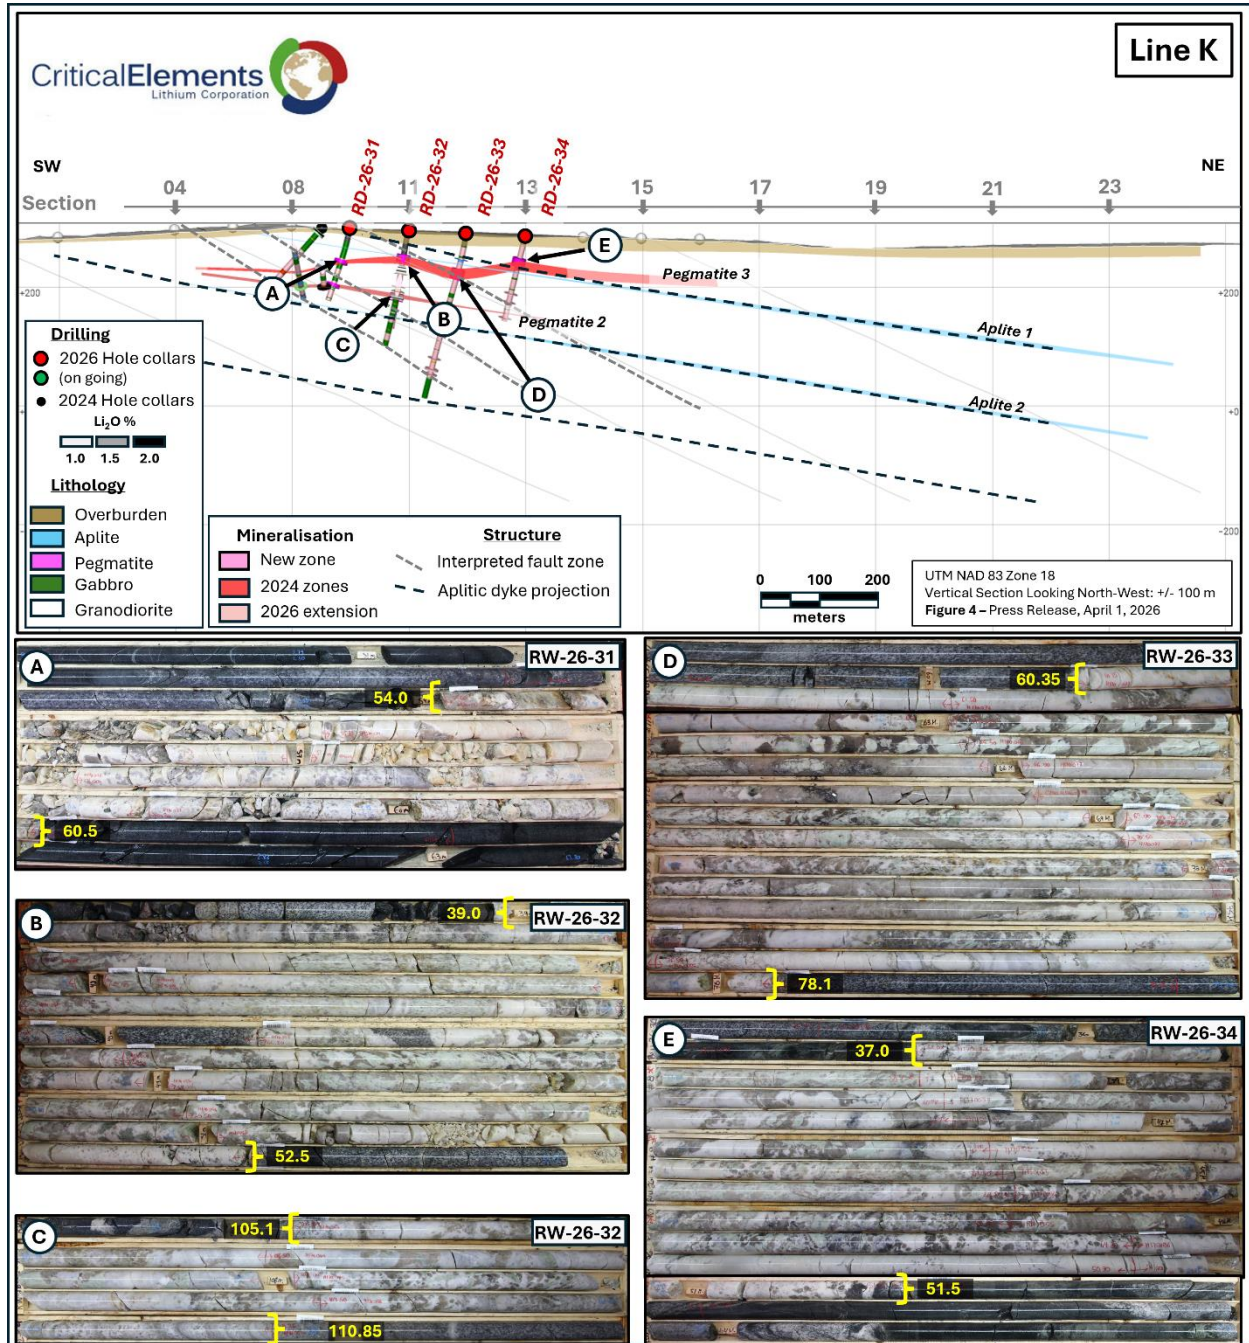 CriticalElements
Lithium Corporation
Line K
RD-26-31
RD-26-32
RD-26-33
RD-26-34
SW
NE
Section
04
08
11
13
15
17
19
21
23
E
A
B
C
D
Pegmatite 3
Pegmatite 2
Aplite 1
Aplite 2
+200
+200
+0
-200
Drilling
2026 Hole collars
(on going)
2024 Hole collars
Li₂O %
1.0 1.5 2.0
Lithology
Overburden
Aplite
Pegmatite
Gabbro
Granodiorite
Mineralisation
New zone
2024 zones
2026 extension
Structure
Interpreted fault zone
Aplitic dyke projection
0 100 200
meters
UTM NAD 83 Zone 18
Vertical Section Looking North-West: +/- 100 m
Figure 4 – Press Release, April 1, 2026
A
RW-26-31
54.0
60.5
B
RW-26-32
39.0
52.5
C
RW-26-32
105.1
110.85
D
RW-26-33
60.35
78.1
E
RW-26-34
37.0
51.5